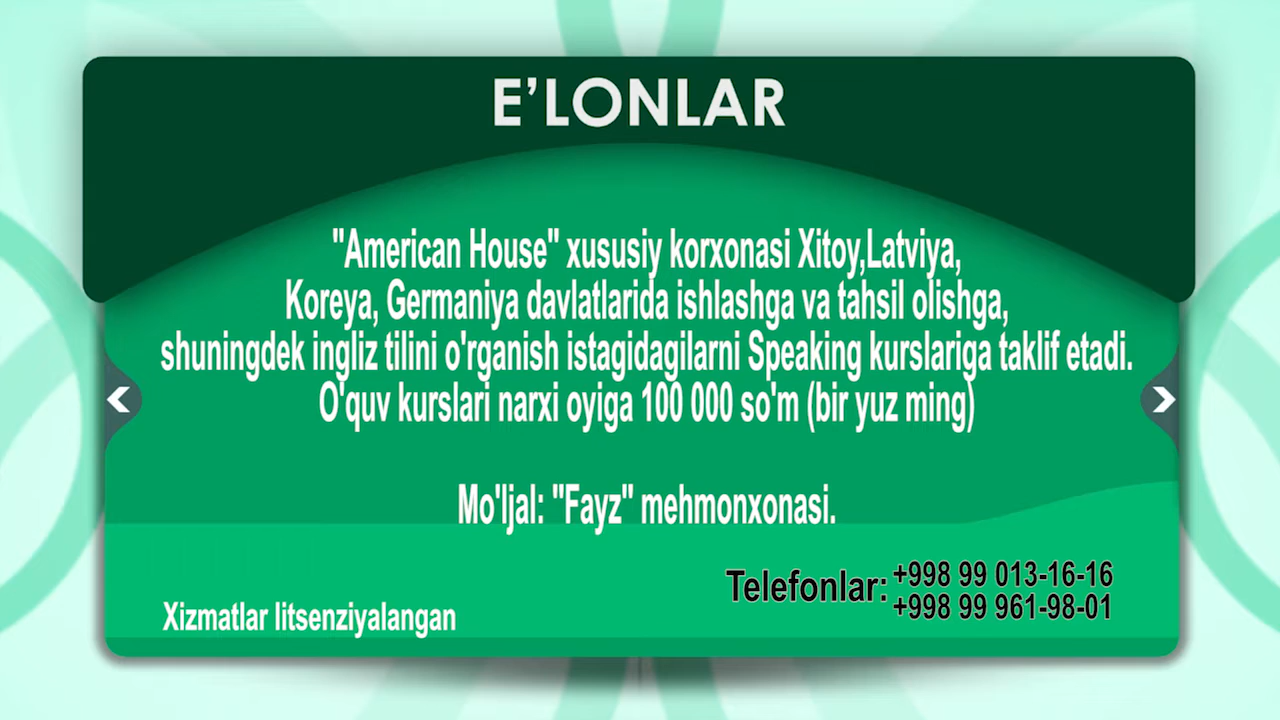 E’LONLAR
"American House" xususiy korxonasi Xitoy,Latviya,
Koreya, Germaniya davlatlarida ishlashga va tahsil olishga,
shuningdek ingliz tilini o'rganish istagidagilarni Speaking kurslariga taklif etadi.
O'quv kurslari narxi oyiga 100 000 so'm (bir yuz ming)
Mo'ljal: "Fayz" mehmonxonasi.
Telefonlar: +998 99 013-16-16
+998 99 961-98-01
Xizmatlar litsenziyalangan